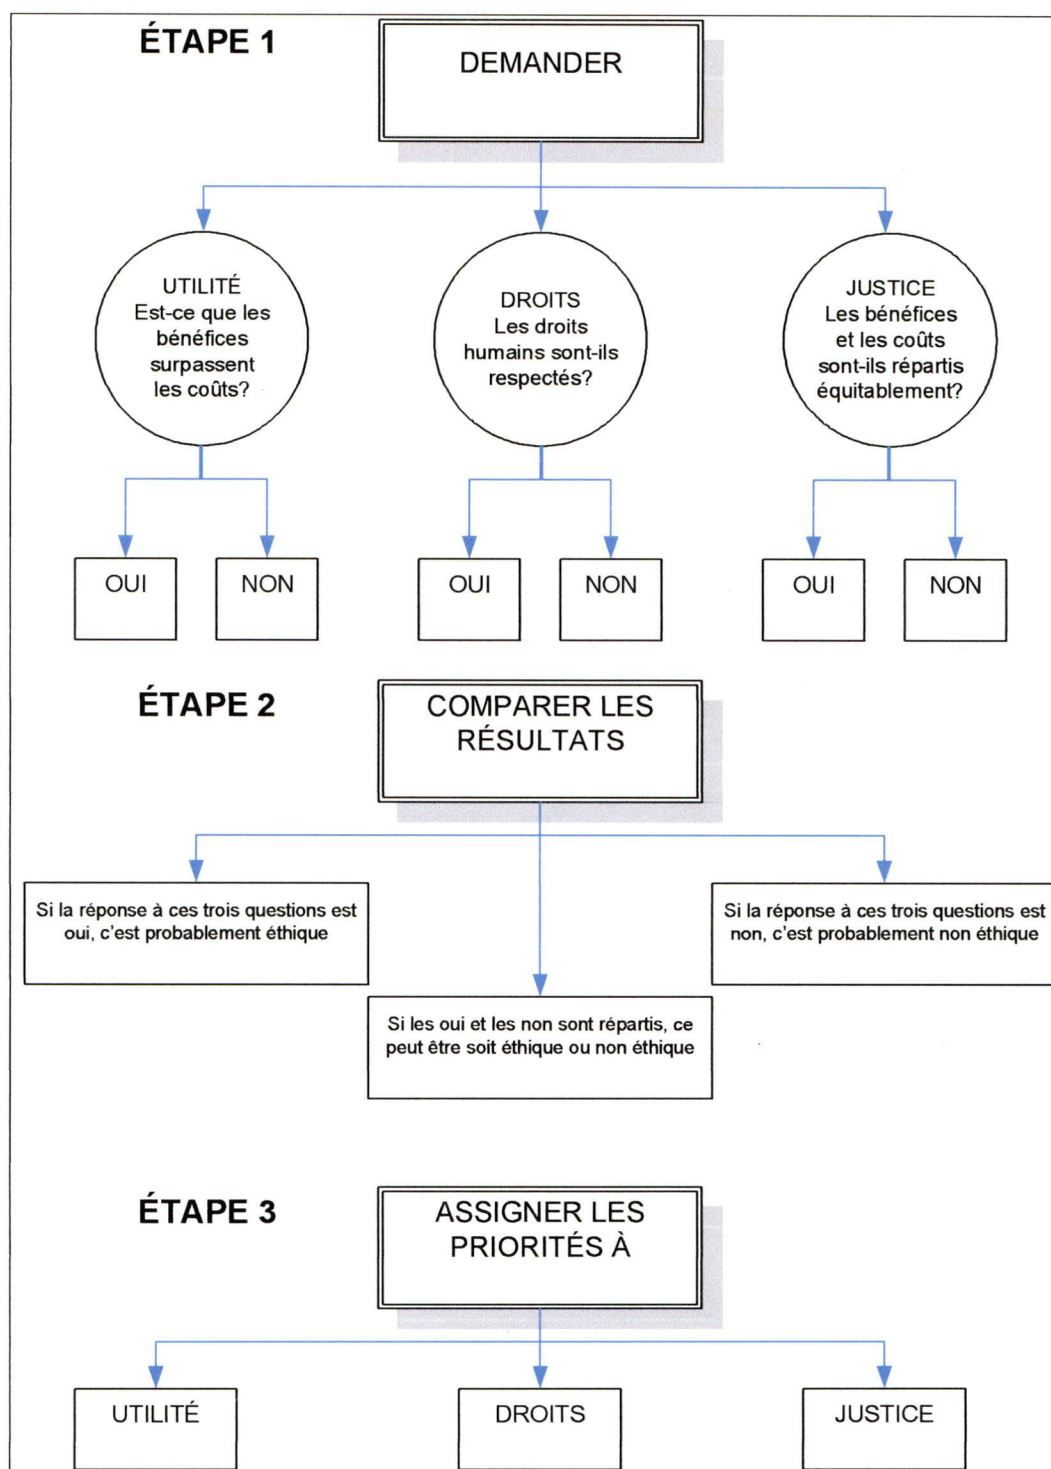 ÉTAPE 1
DEMANDER
UTILITÉ
Est-ce que les
bénéfices
surpassent
les coûts?
DROITS
Les droits
humains sont-ils
respectés?
JUSTICE
Les bénéfices
et les coûts
sont-ils répartis
équitablement?
OUI
NON
OUI
NON
OUI
NON
ÉTAPE 2
COMPARER LES
RÉSULTATS
Si la réponse à ces trois questions est
oui, c'est probablement éthique
Si la réponse à ces trois questions est
non, c'est probablement non éthique
Si les oui et les non sont répartis, ce
peut être soit éthique ou non éthique
ÉTAPE 3
ASSIGNER LES
PRIORITÉS À
UTILITÉ
DROITS
JUSTICE